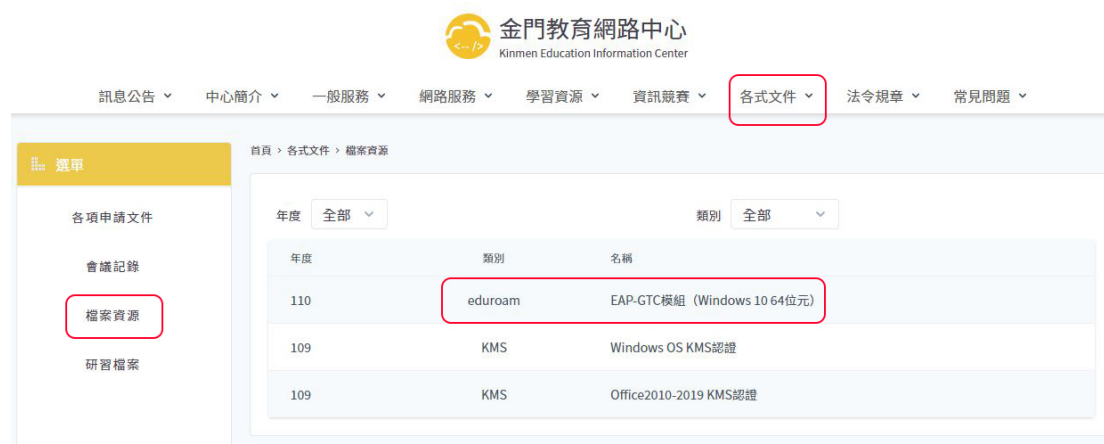 金門教育網路中心
Kinmen Education Information Center
訊息公告 中心簡介 一般服務 網路服務 學習資源 資訊競賽 各式文件 法令規章 常見問題
選單
各項申請文件
會議記錄
檔案資源
研習檔案
首頁 › 各式文件 › 檔案資源
年度 全部 類別 全部
年度 類別 名稱
110 eduroam EAP-GTC模組（Windows 10 64位元）
109 KMS Windows OS KMS認證
109 KMS Office2010-2019 KMS認證